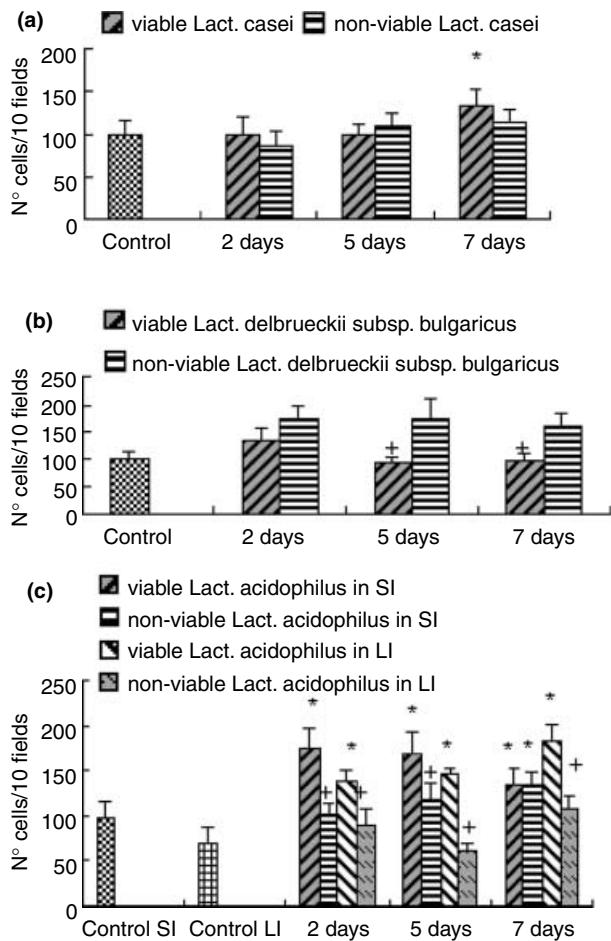 (a)
viable Lact. casei non-viable Lact. casei
N° cells/10 fields
200
150
100
50
0
*
Control 2 days 5 days 7 days
(b)
viable Lact. delbrueckii subsp. bulgaricus
non-viable Lact. delbrueckii subsp. bulgaricus
N° cells/10 fields
250
200
150
100
50
0
+ +
Control 2 days 5 days 7 days
(c)
viable Lact. acidophilus in SI
non-viable Lact. acidophilus in SI
viable Lact. acidophilus in LI
non-viable Lact. acidophilus in LI
N° cells/10 fields
250
200
150
100
50
0
* + * + * + * + * * * +
Control SI Control LI 2 days 5 days 7 days